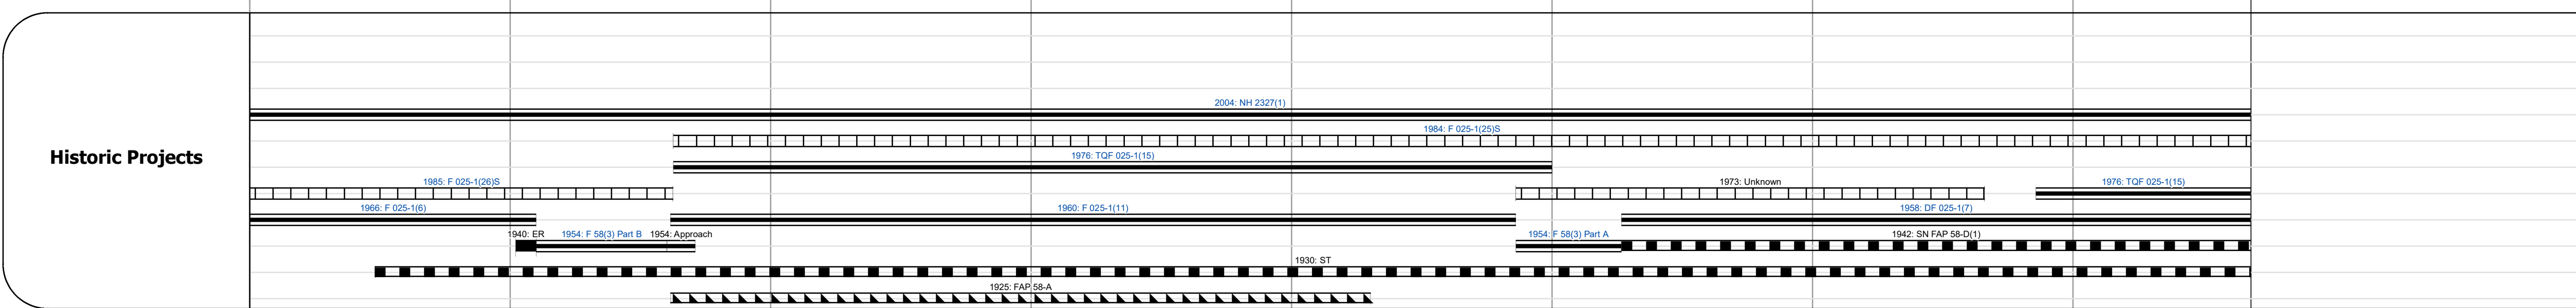 2004: NH 2327(1)
1984: F 025-1(25)S
1976: TQF 025-1(15)
Historic Projects
1985: F 025-1(26)S
1973: Unknown
1976: TQF 025-1(15)
1966: F 025-1(6)
1960: F 025-1(11)
1958: DF 025-1(7)
1940: ER
1954: F 58(3) Part B
1954: Approach
1954: F 58(3) Part A
1942: SN FAP 58-D(1)
1930: ST
1925: FAP 58-A